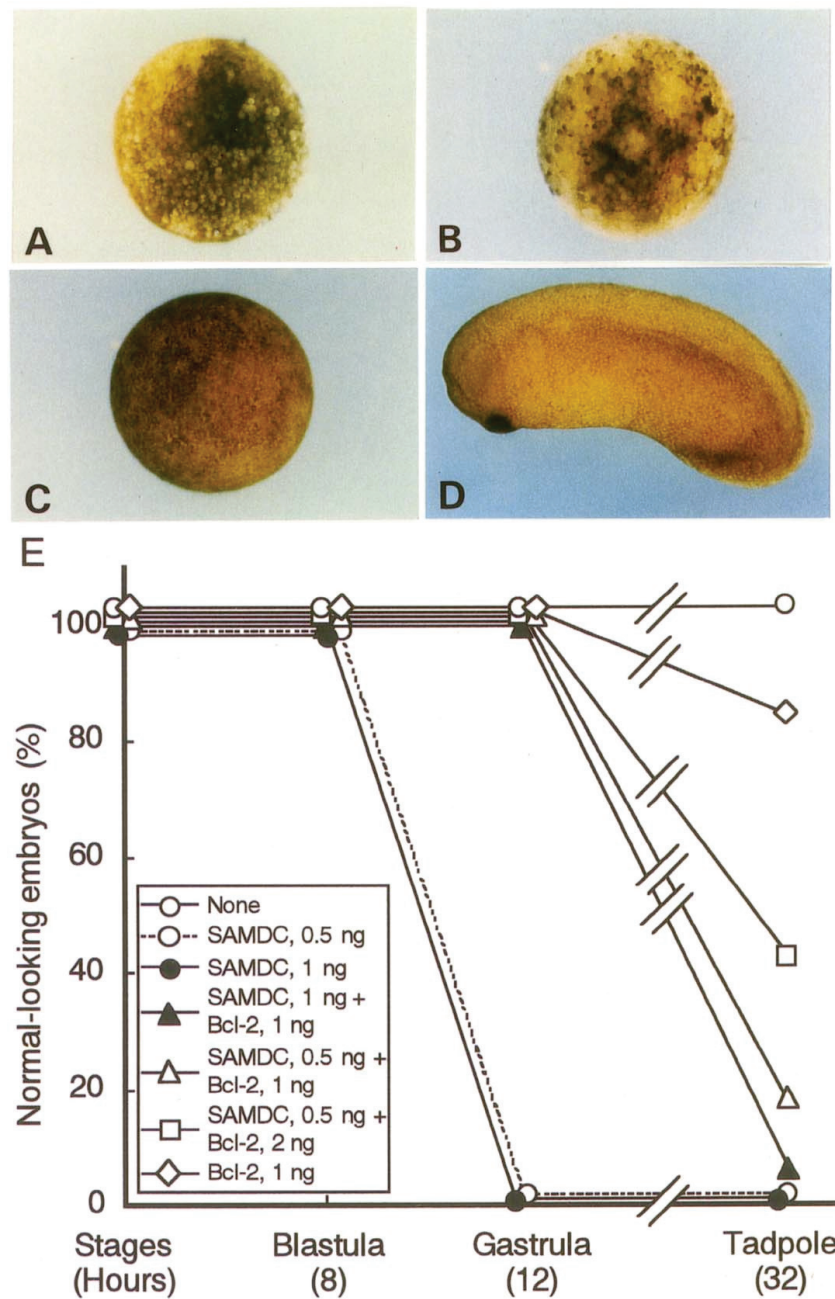 A
B
C
D
E
Normal-looking embryos (%)
100
80
60
40
20
0
None
SAMDC, 0.5 ng
SAMDC, 1 ng
SAMDC, 1 ng +
Bcl-2, 1 ng
SAMDC, 0.5 ng +
Bcl-2, 1 ng
SAMDC, 0.5 ng +
Bcl-2, 2 ng
Bcl-2, 1 ng
Stages
(Hours)
Blastula
(8)
Gastrula
(12)
Tadpole
(32)